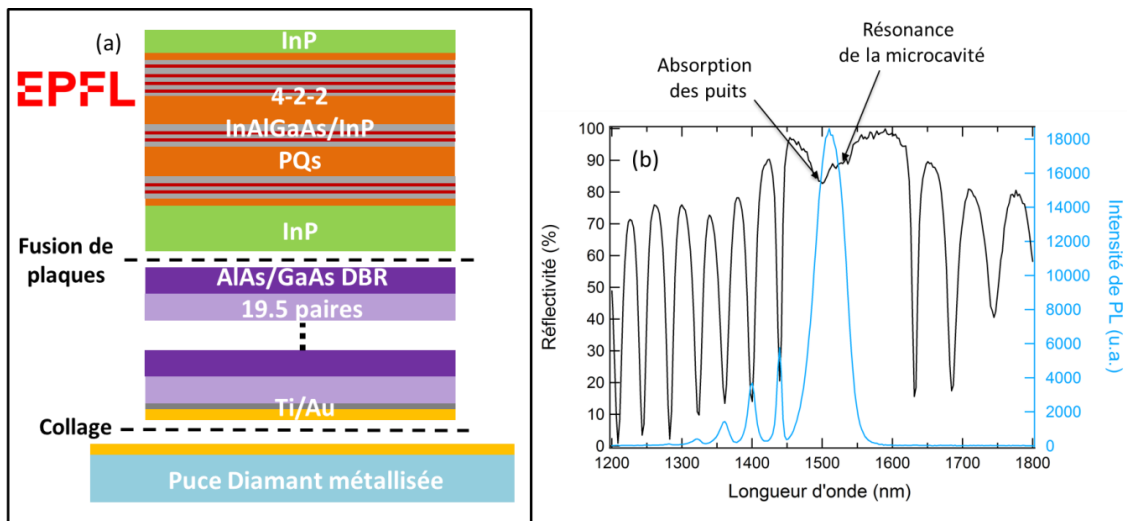 (a)
EPFL
InP
4-2-2
InAlGaAs/InP
PQs
InP
Fusion de
plaques
AlAs/GaAs DBR
19.5 paires
Ti/Au
Collage
Puce Diamant métallisée
Résonance
de la microcavité
Absorption
des puits
(b)
Réflectivité (%)
100
90
80
70
60
50
40
30
20
10
0
18000
16000
14000
12000
10000
8000
6000
4000
2000
0
Intensité de PL (u.a.)
1200 1300 1400 1500 1600 1700 1800
Longueur d'onde (nm)